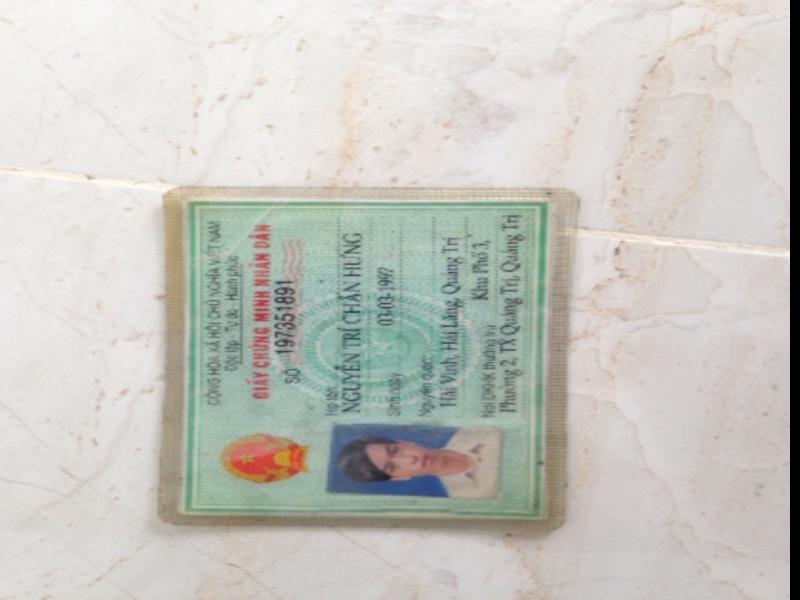 CỘNG HÒA XÃ HỘI CHỦ NGHĨA VIỆT NAM
Độc lập - Tự do - Hạnh phúc
GIẤY CHỨNG MINH NHÂN DÂN
SỐ 197351891
Họ tên:
NGUYỄN TRÍ CHÂN HƯNG
Sinh ngày 03-03-1997
Nguyên quán:
Hải Vĩnh, Hải Lăng, Quảng Trị
Nơi ĐKHK thường trú Khu Phố 3,
Phường 2, TX Quảng Trị, Quảng Trị